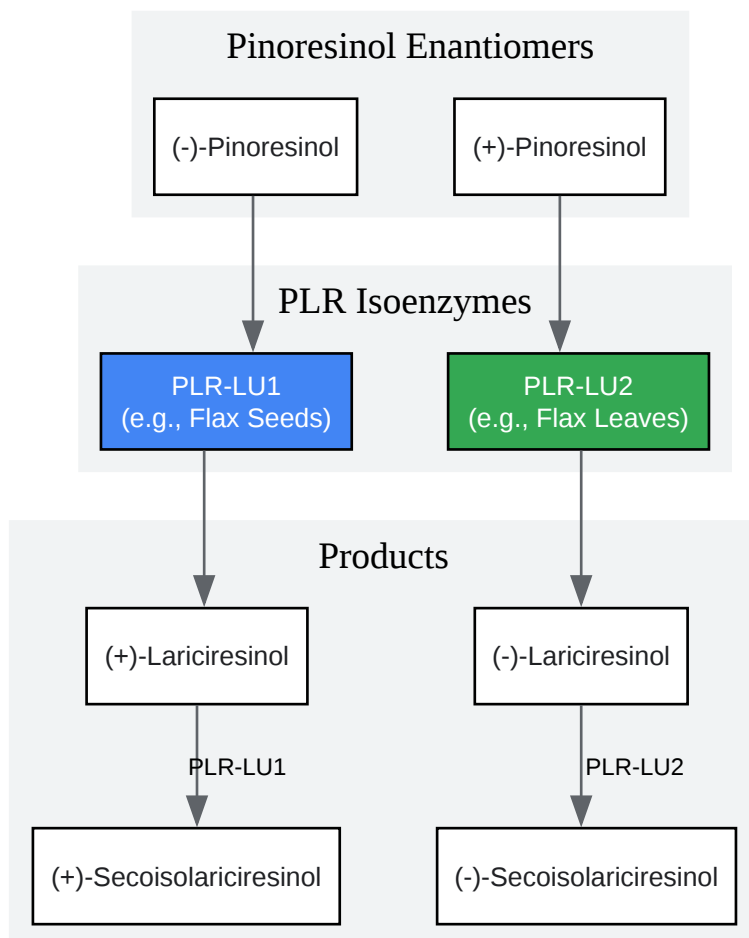 Pinoresinol Enantiomers
(-)-Pinoresinol
(+)-Pinoresinol
PLR Isoenzymes
PLR-LU1
(e.g., Flax Seeds)
PLR-LU2
(e.g., Flax Leaves)
Products
(+)-Lariciresinol
(-)-Lariciresinol
PLR-LU1
PLR-LU2
(+)-Secoisolariciresinol
(-)-Secoisolariciresinol